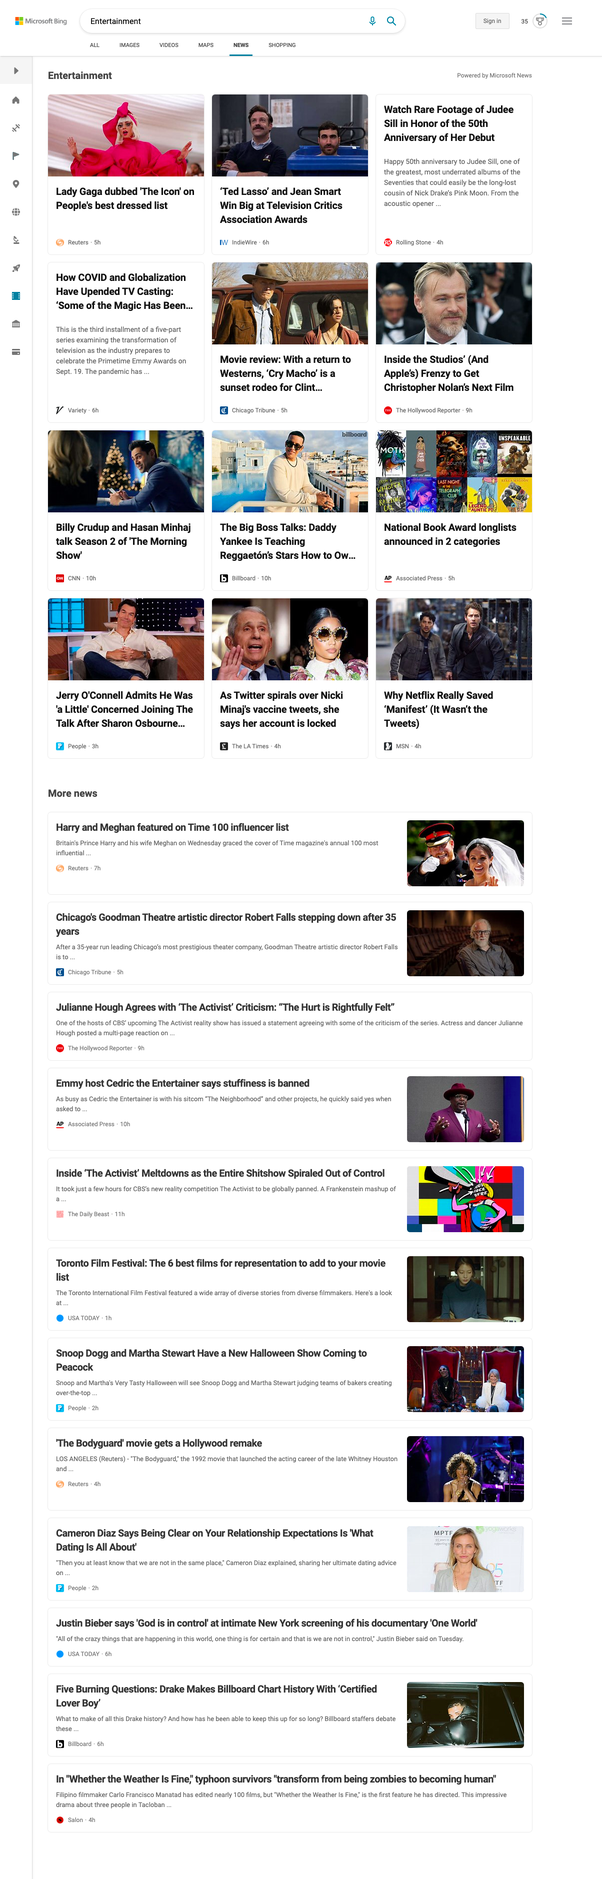 Microsoft Bing
Entertainment
Sign in
35
ALL
IMAGES
VIDEOS
MAPS
NEWS
SHOPPING
Entertainment
Powered by Microsoft News
Lady Gaga dubbed 'The Icon' on
People's best dressed list
Reuters · 5h
'Ted Lasso' and Jean Smart
Win Big at Television Critics
Association Awards
IndieWire · 6h
Watch Rare Footage of Judee
Sill in Honor of the 50th
Anniversary of Her Debut
Happy 50th anniversary to Judee Sill, one of
the greatest, most underrated albums of the
Seventies that could easily be the long-lost
cousin of Nick Drake's Pink Moon. From the
acoustic opener ...
Rolling Stone · 4h
How COVID and Globalization
Have Upended TV Casting:
'Some of the Magic Has Been...
This is the third installment of a five-part
series examining the transformation of
television as the industry prepares to
celebrate the Primetime Emmy Awards on
Sept. 19. The pandemic has ...
Variety · 6h
Movie review: With a return to
Westerns, 'Cry Macho' is a
sunset rodeo for Clint...
Chicago Tribune · 5h
Inside the Studios' (And
Apple's) Frenzy to Get
Christopher Nolan's Next Film
The Hollywood Reporter · 9h
Billy Crudup and Hasan Minhaj
talk Season 2 of 'The Morning
Show'
CNN · 10h
billboard
The Big Boss Talks: Daddy
Yankee Is Teaching
Reggaetón's Stars How to Ow...
Billboard · 10h
MOTH
UNSPEAKABLE
LAST NIGHT
TELEGRAPH
CLUB
National Book Award longlists
announced in 2 categories
AP Associated Press · 5h
Jerry O'Connell Admits He Was
'a Little' Concerned Joining The
Talk After Sharon Osbourne...
People · 3h
As Twitter spirals over Nicki
Minaj's vaccine tweets, she
says her account is locked
The LA Times · 4h
Why Netflix Really Saved
'Manifest' (It Wasn't the
Tweets)
MSN · 4h
More news
Harry and Meghan featured on Time 100 influencer list
Britain's Prince Harry and his wife Meghan on Wednesday graced the cover of Time magazine's annual 100 most
influential ...
Reuters · 7h
Chicago's Goodman Theatre artistic director Robert Falls stepping down after 35
years
After a 35-year run leading Chicago's most prestigious theater company, Goodman Theatre artistic director Robert Falls
is to ...
Chicago Tribune · 5h
Julianne Hough Agrees with 'The Activist' Criticism: "The Hurt is Rightfully Felt"
One of the hosts of CBS' upcoming The Activist reality show has issued a statement agreeing with some of the criticism of the series. Actress and dancer Julianne
Hough posted a multi-page reaction on ...
The Hollywood Reporter · 9h
Emmy host Cedric the Entertainer says stuffiness is banned
As busy as Cedric the Entertainer is with his sitcom "The Neighborhood" and other projects, he quickly said yes when
asked to ...
AP Associated Press · 10h
Inside 'The Activist' Meltdowns as the Entire Shitshow Spiraled Out of Control
It took just a few hours for CBS's new reality competition The Activist to be globally panned. A Frankenstein mashup of
a ...
The Daily Beast · 11h
Toronto Film Festival: The 6 best films for representation to add to your movie
list
The Toronto International Film Festival featured a wide array of diverse stories from diverse filmmakers. Here's a look
at ...
USA TODAY · 1h
Snoop Dogg and Martha Stewart Have a New Halloween Show Coming to
Peacock
Snoop and Martha's Very Tasty Halloween will see Snoop Dogg and Martha Stewart judging teams of bakers creating
over-the-top ...
People · 2h
'The Bodyguard' movie gets a Hollywood remake
LOS ANGELES (Reuters) - "The Bodyguard," the 1992 movie that launched the acting career of the late Whitney Houston
and ...
Reuters · 4h
Cameron Diaz Says Being Clear on Your Relationship Expectations Is 'What
Dating Is All About'
"Then you at least know that we are not in the same place," Cameron Diaz explained, sharing her ultimate dating advice
on ...
People · 2h
MPTF
Justin Bieber says 'God is in control' at intimate New York screening of his documentary 'One World'
"All of the crazy things that are happening in this world, one thing is for certain and that is we are not in control," Justin Bieber said on Tuesday.
USA TODAY · 6h
Five Burning Questions: Drake Makes Billboard Chart History With 'Certified
Lover Boy'
What to make of all this Drake history? And how has he been able to keep this up for so long? Billboard staffers debate
these ...
Billboard · 6h
In "Whether the Weather Is Fine," typhoon survivors "transform from being zombies to becoming human"
Filipino filmmaker Carlo Francisco Manatad has edited nearly 100 films, but "Whether the Weather Is Fine," is the first feature he has directed. This impressive
drama about three people in Tacloban ...
Salon · 4h